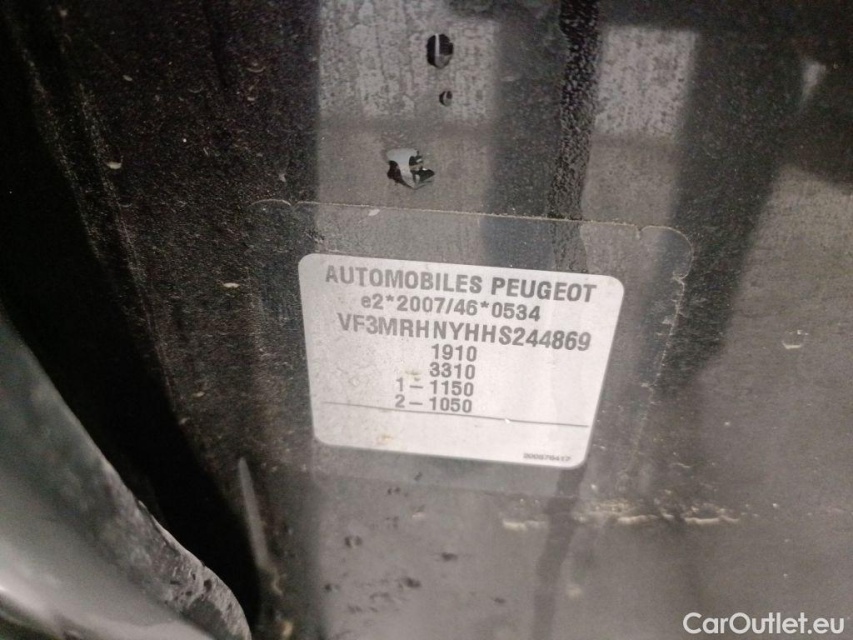 AUTOMOBILES PEUGEOT
e2*2007/46*0534
VF3MRHNYHHS244869
1910
3310
1-1150
2-1050
CarOutlet.eu